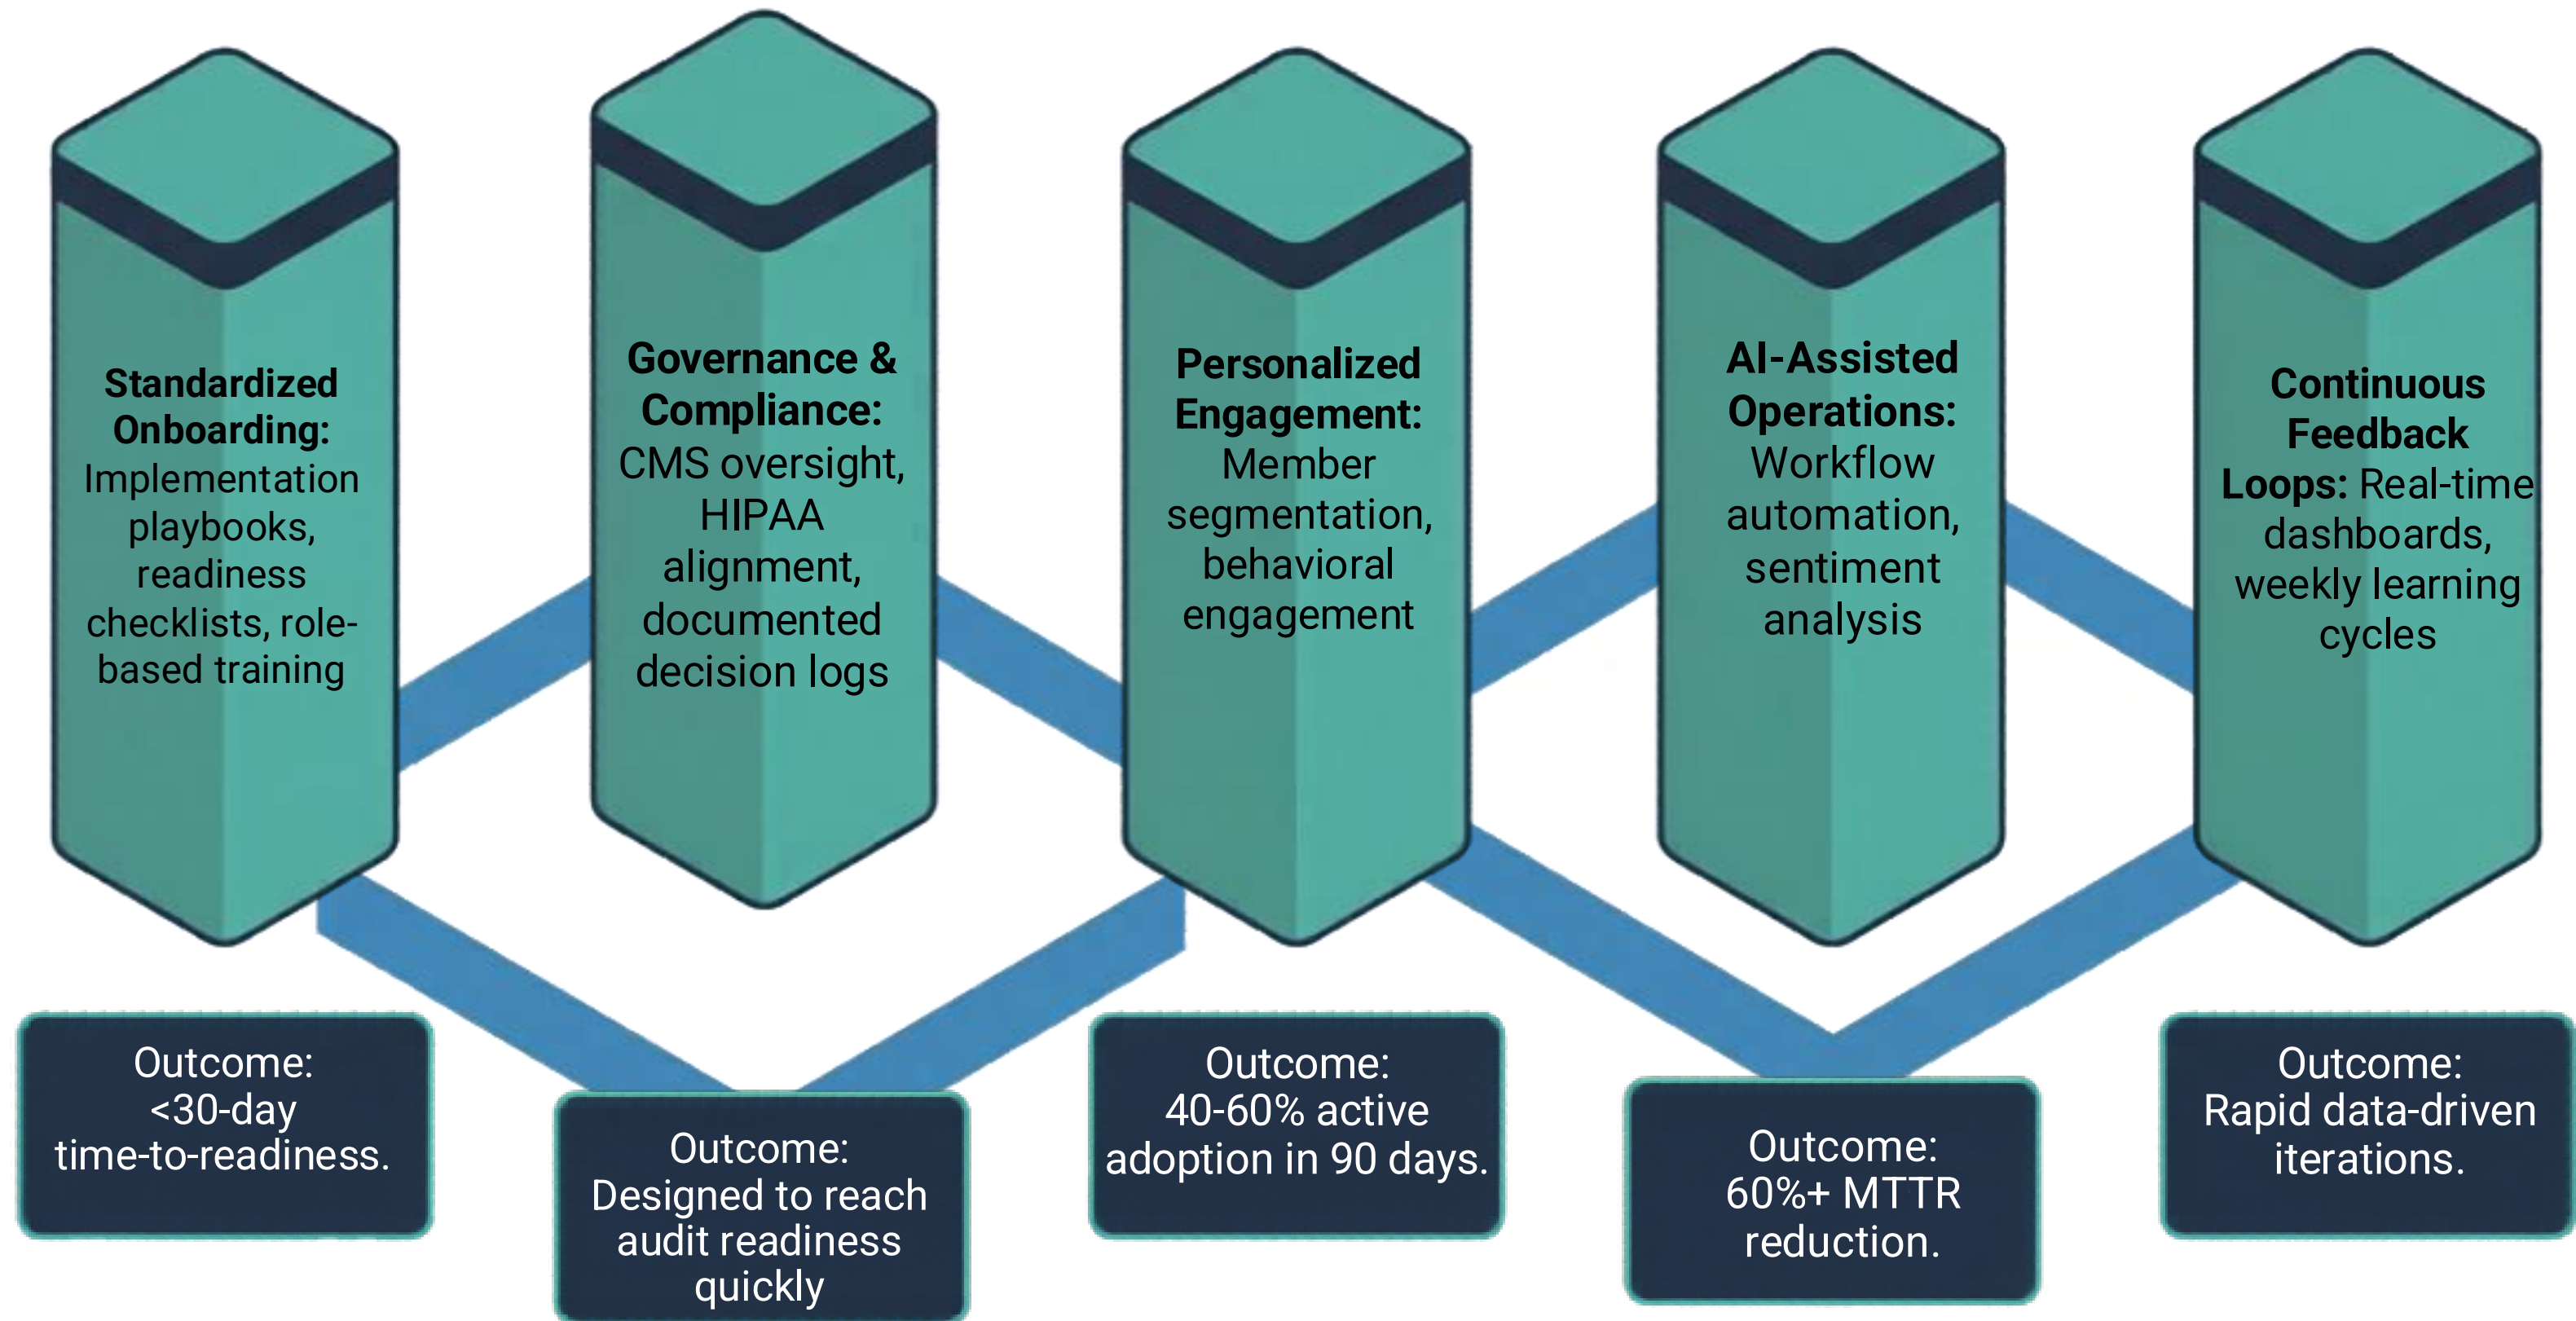 Standardized
Onboarding:
Implementation
playbooks,
readiness
checklists, role-
based training
Governance &
Compliance:
CMS oversight,
HIPAA
alignment,
documented
decision logs
Personalized
Engagement:
Member
segmentation,
behavioral
engagement
AI-Assisted
Operations:
Workflow
automation,
sentiment
analysis
Continuous
Feedback
Loops: Real-time
dashboards,
weekly learning
cycles
Outcome:
<30-day
time-to-readiness.
Outcome:
Designed to reach
audit readiness
quickly
Outcome:
40-60% active
adoption in 90 days.
Outcome:
60%+ MTTR
reduction.
Outcome:
Rapid data-driven
iterations.